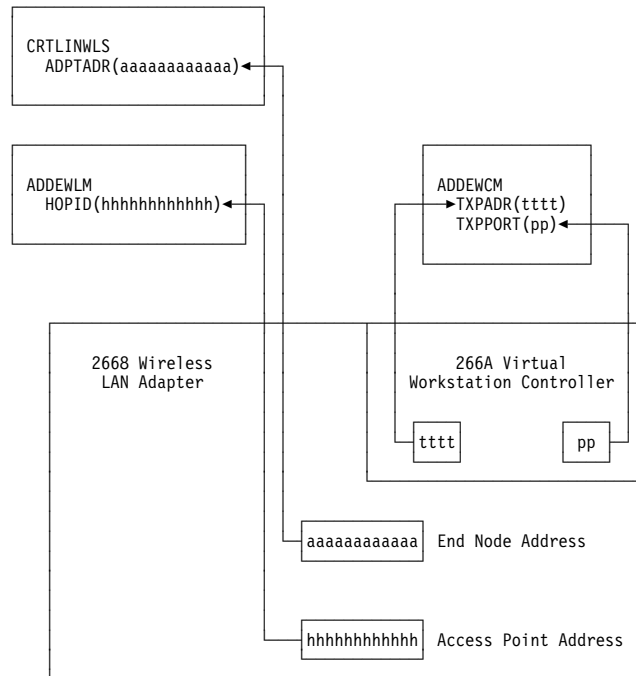 CRTLINWLS
ADPTADR(aaaaaaaaaaaa)
ADDEWLM
HOPID(hhhhhhhhhhhh)
ADDEWCM
TXPADR(tttt)
TXPPORT(pp)
2668 Wireless
LAN Adapter
266A Virtual
Workstation Controller
tttt
pp
aaaaaaaaaaaa
End Node Address
hhhhhhhhhhhh
Access Point Address